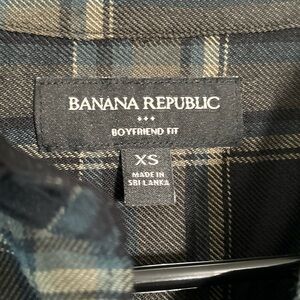 BANANA REPUBLIC
BOYFRIEND FIT
XS
MADE IN
SRI LANKA